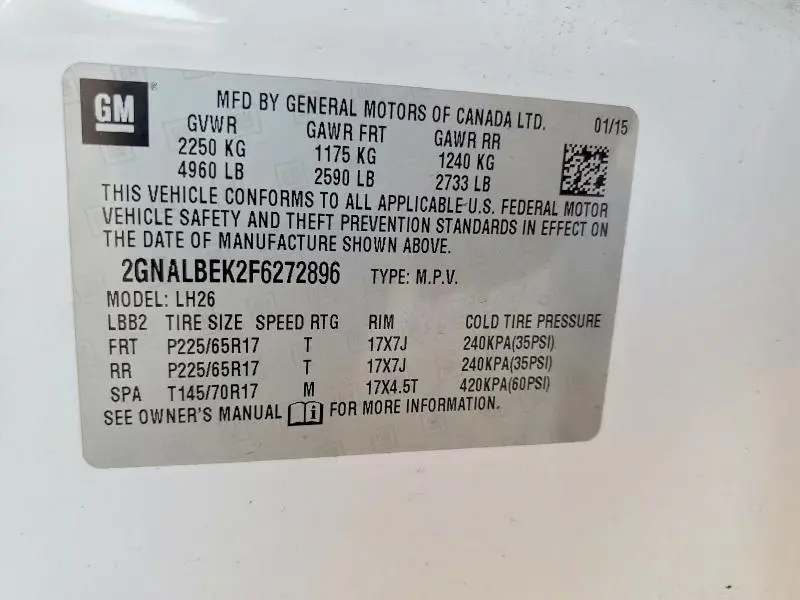 GM
MFD BY GENERAL MOTORS OF CANADA LTD. 01/15
GVWR GAWR FRT GAWR RR
2250 KG 1175 KG 1240 KG
4960 LB 2590 LB 2733 LB
THIS VEHICLE CONFORMS TO ALL APPLICABLE U.S. FEDERAL MOTOR
VEHICLE SAFETY AND THEFT PREVENTION STANDARDS IN EFFECT ON
THE DATE OF MANUFACTURE SHOWN ABOVE.
2GNALBEK2F6272896 TYPE: M.P.V.
MODEL: LH26
LBB2 TIRE SIZE SPEED RTG RIM COLD TIRE PRESSURE
FRT P225/65R17 T 17X7J 240KPA(35PSI)
RR P225/65R17 T 17X7J 240KPA(35PSI)
SPA T145/70R17 M 17X4.5T 420KPA(60PSI)
SEE OWNER'S MANUAL i FOR MORE INFORMATION.